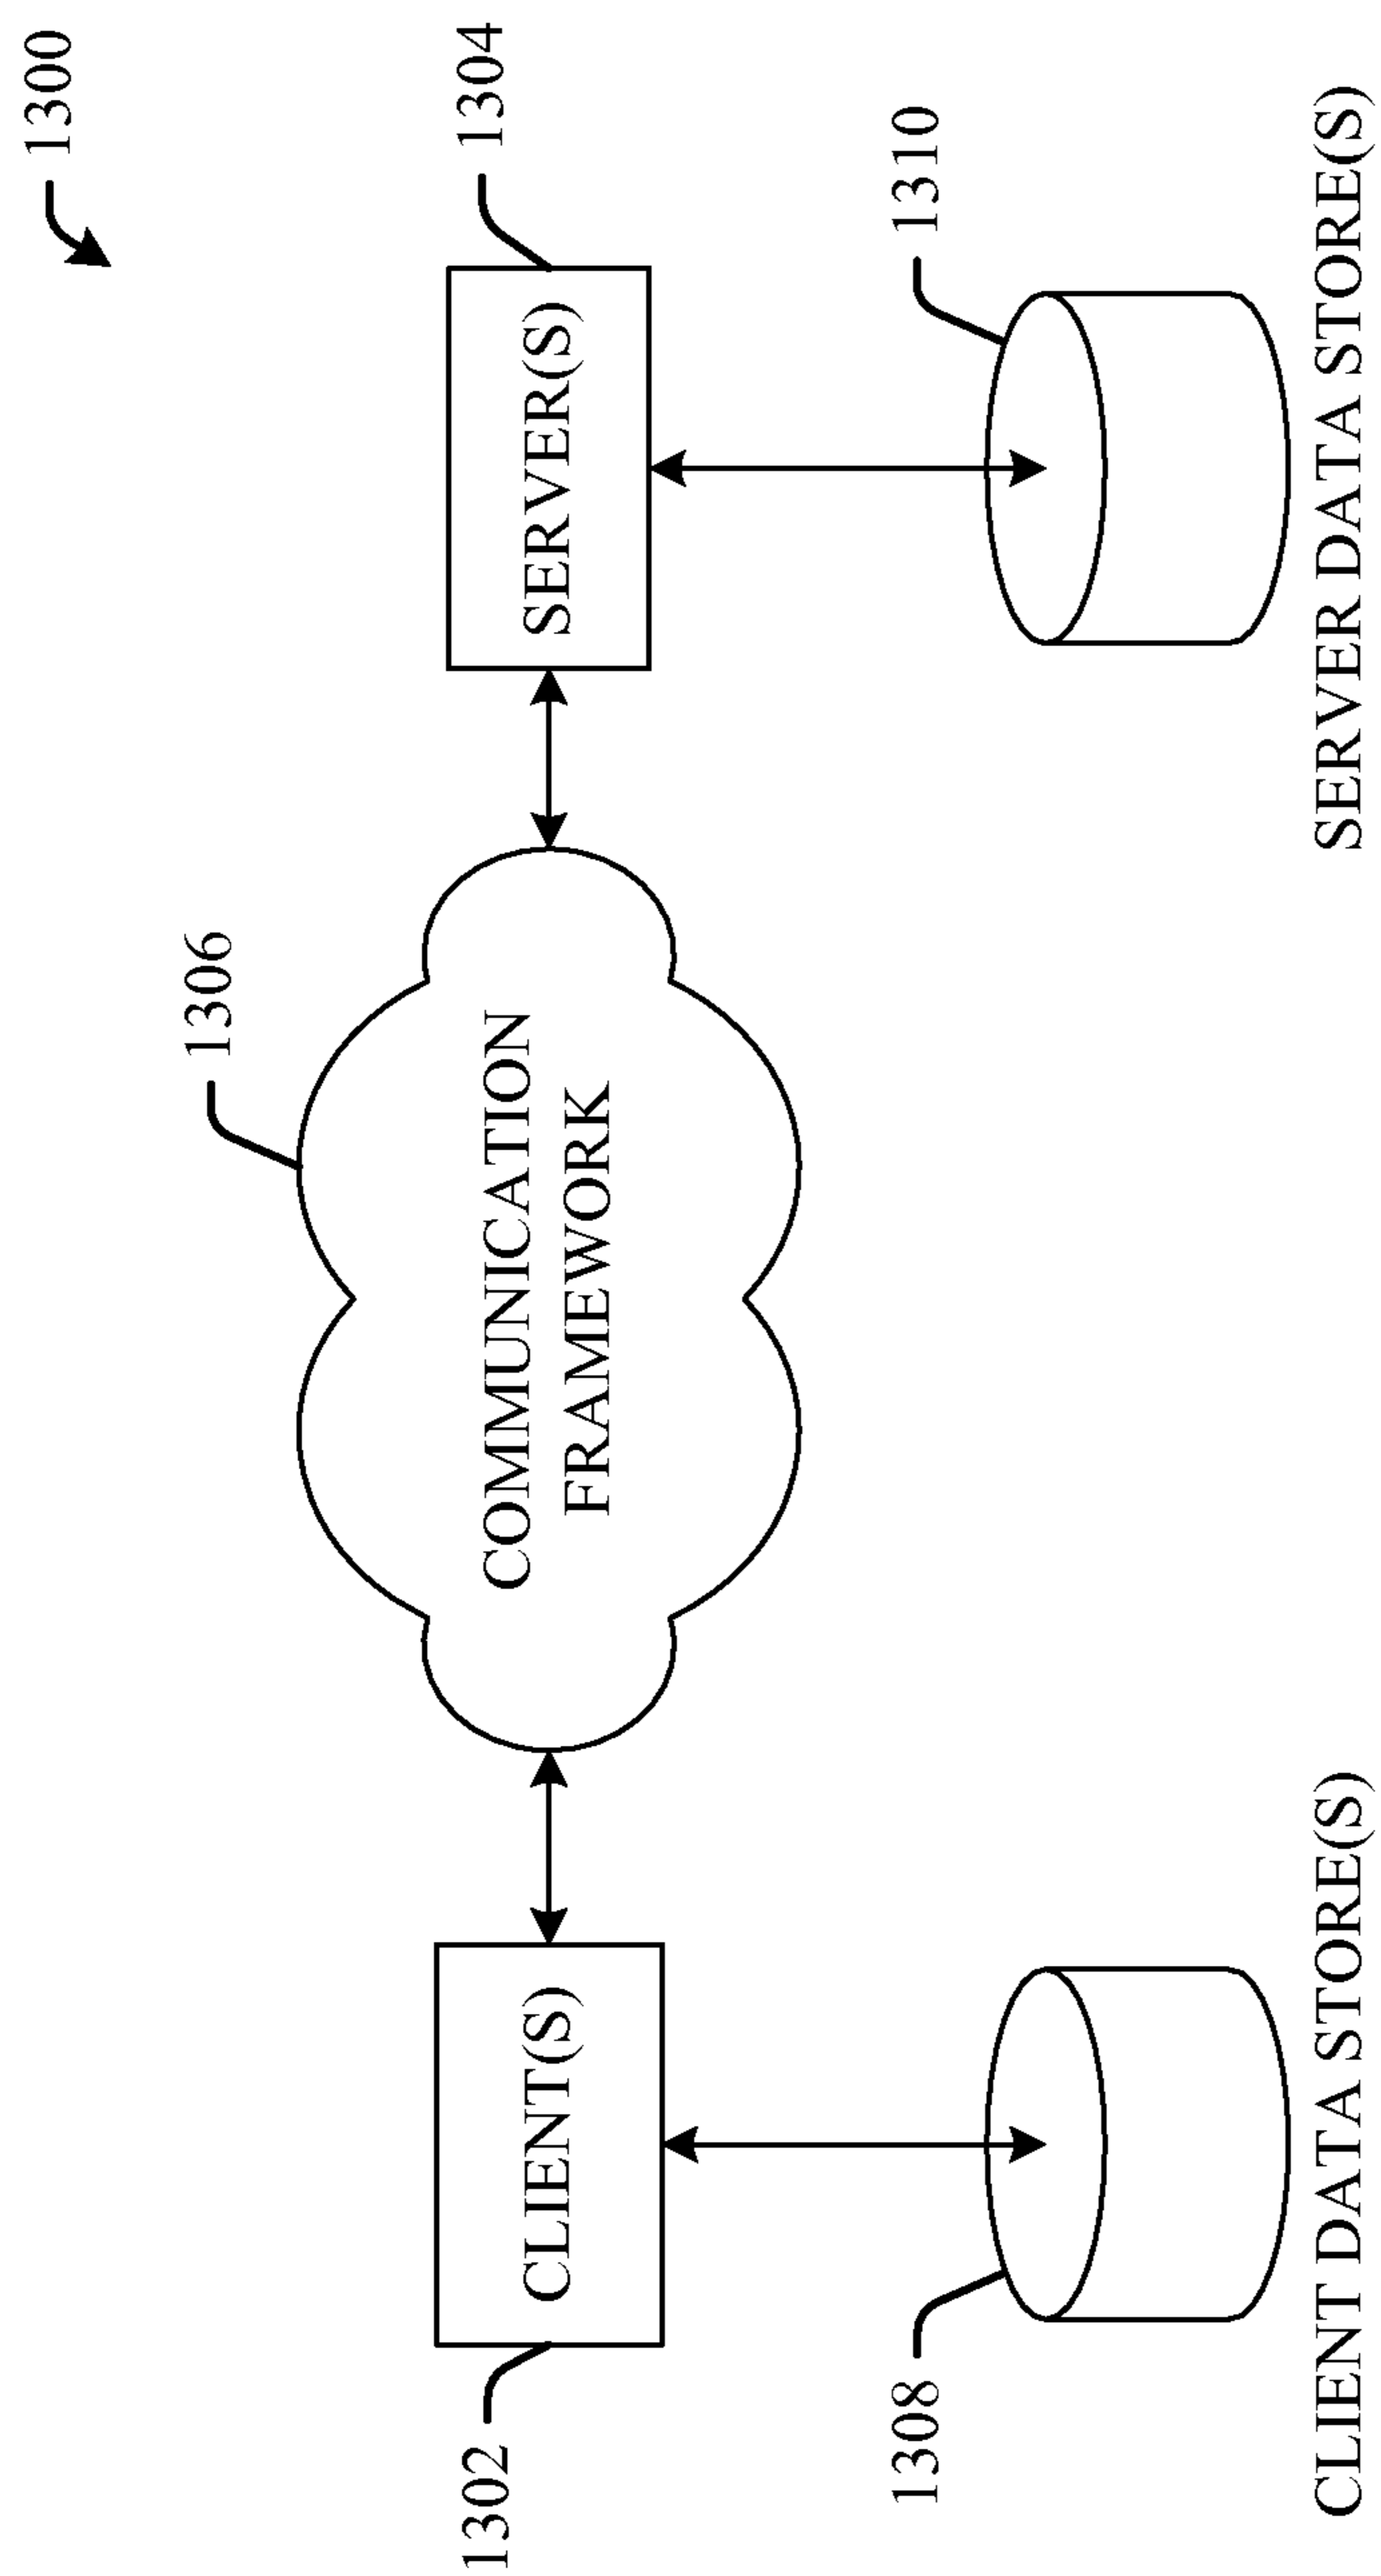 1300
1302
CLIENT(S)
1306
COMMUNICATION
FRAMEWORK
1304
SERVER(S)
1308
CLIENT DATA STORE(S)
1310
SERVER DATA STORE(S)